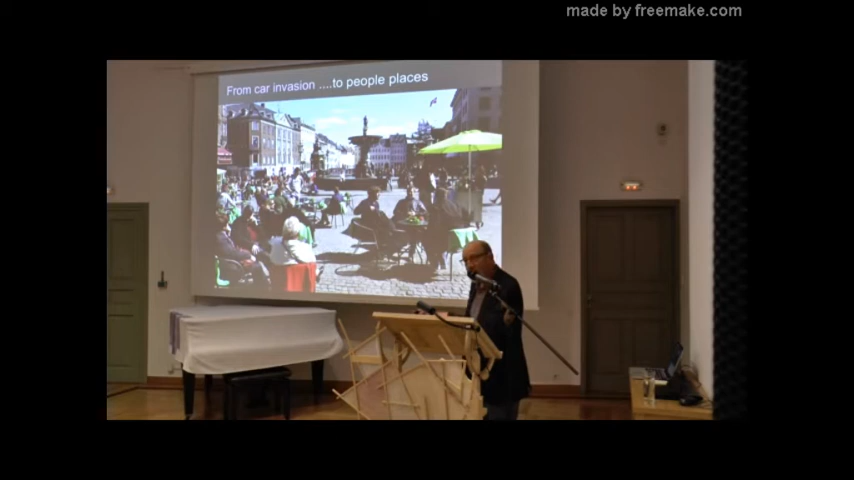 made by freemake.com
From car invasion ....to people places